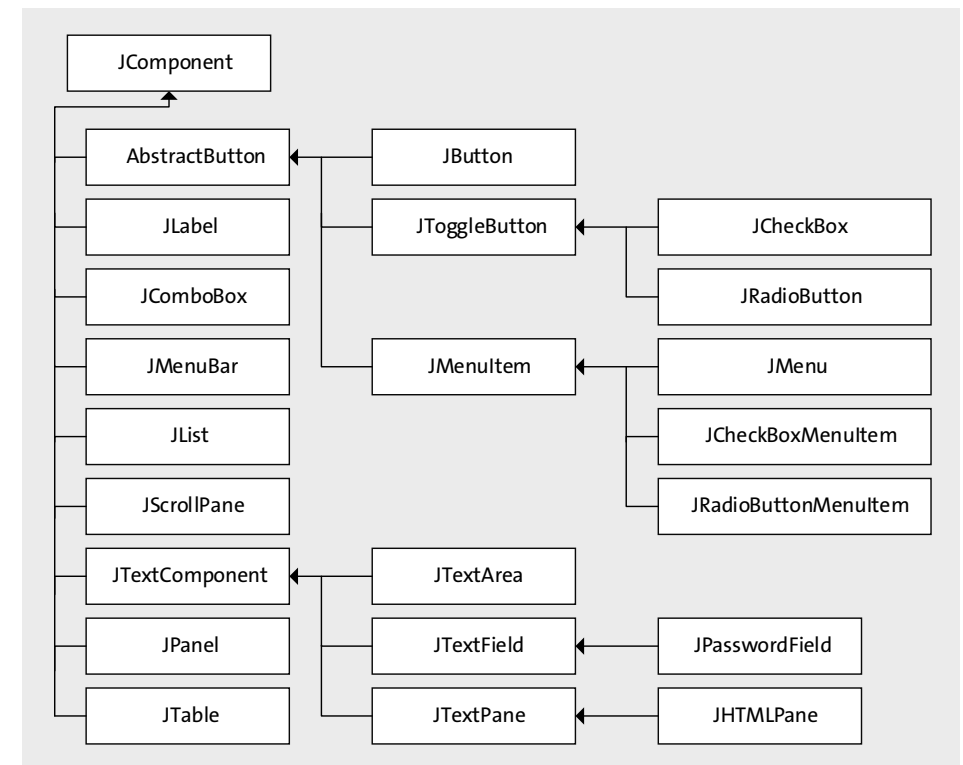 JComponent
AbstractButton
JButton
JLabel
JToggleButton
JCheckBox
JComboBox
JRadioButton
JMenuBar
JMenuItem
JMenu
JList
JCheckBoxMenuItem
JScrollPane
JRadioButtonMenuItem
JTextComponent
JTextArea
JPanel
JTextField
JPasswordField
JTable
JTextPane
JHTMLPane